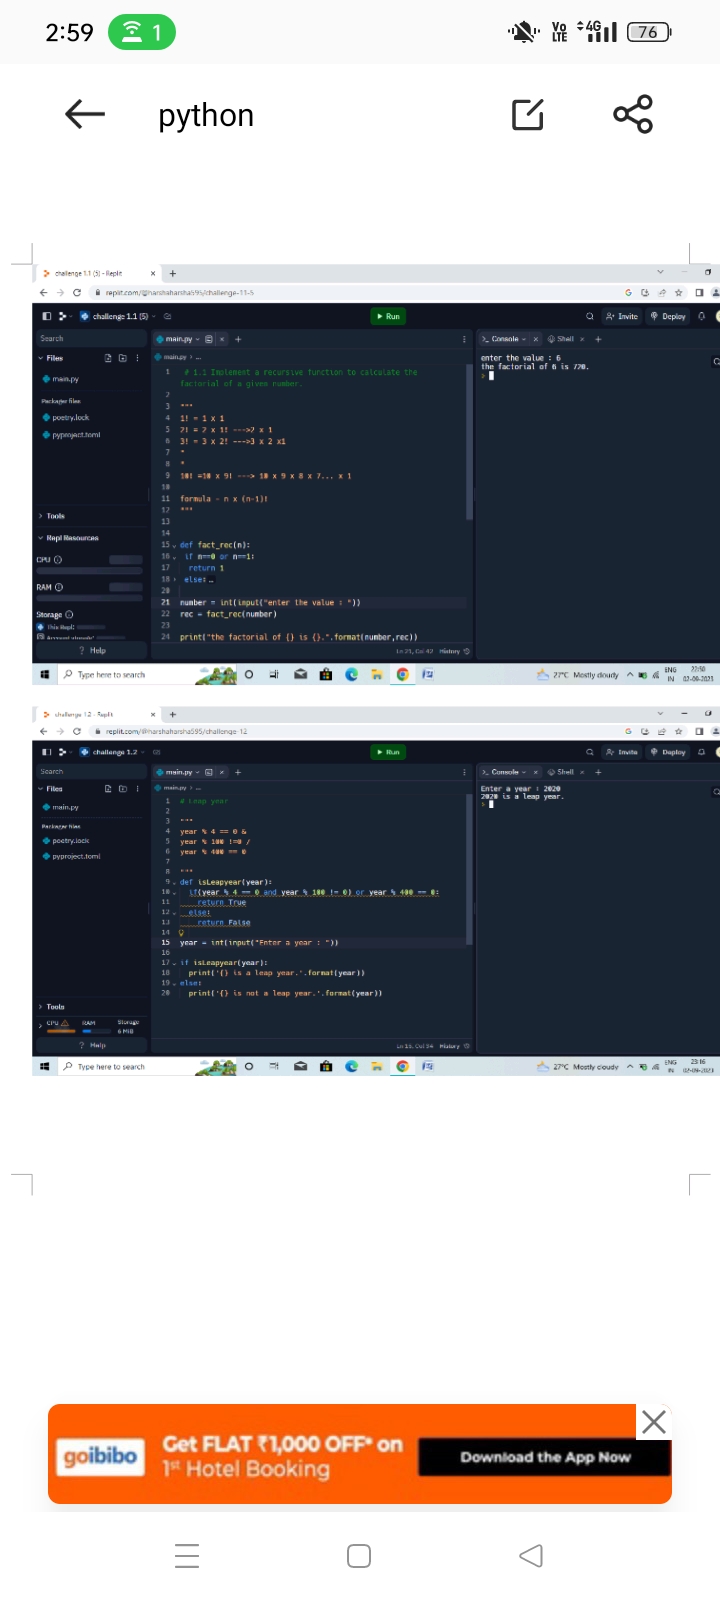 2:59 1 Vo LTE 4G 76
python
challenge 1.1 (5) - Replit
replit.com/@harshaharsha595/challenge-11-5
challenge 1.1 (5)
Run
Invite
Deploy
Search
main.py
Console
Shell
Files
main.py
Packager files
poetry.lock
pyproject.toml
Tools
Repl Resources
CPU
RAM
Storage
This Repl:
Help
main.py > ...
1 # 1.1 Implement a recursive function to calculate the
factorial of a given number.
2
3 """
4 1! = 1 x 1
5 2! = 2 x 1! --->2 x 1
6 3! = 3 x 2! --->3 x 2 x1
7 "
8 "
9 10! =10 x 9! ---> 10 x 9 x 8 x 7... x 1
10
11 formula - n x (n-1)!
12 """
13
14
15 def fact_rec(n):
16 if n==0 or n==1:
17 return 1
18 else:…
20
21 number = int(input("enter the value : "))
22 rec = fact_rec(number)
23
24 print("the factorial of {} is {}.".format(number,rec))
Ln 21, Col 42 History
enter the value : 6
the factorial of 6 is 720.
Type here to search
27°C Mostly cloudy
ENG
IN
22:50
02-09-2023
challenge 1.2 - Replit
replit.com/@harshaharsha595/challenge-12
challenge 1.2
Run
Invite
Deploy
Search
main.py
Console
Shell
Files
main.py
Packager files
poetry.lock
pyproject.toml
Tools
CPU RAM Storage
6 MiB
Help
main.py > ...
1 # Leap year
2
3 """
4 year % 4 == 0 &
5 year % 100 !=0 /
6 year % 400 == 0
7
8 """
9 def isLeapyear(year):
10 if(year % 4 == 0 and year % 100 != 0) or year % 400 == 0:
11 return True
12 else:
13 return False
14
15 year = int(input("Enter a year : "))
16
17 if isLeapyear(year):
18 print('{} is a leap year.'.format(year))
19 else:
20 print('{} is not a leap year.'.format(year))
History
Enter a year : 2020
2020 is a leap year.
Type here to search
27°C Mostly cloudy
ENG
IN
23:16
02-09-2023
goibibo
Get FLAT ₹1,000 OFF* on
1st Hotel Booking
Download the App Now